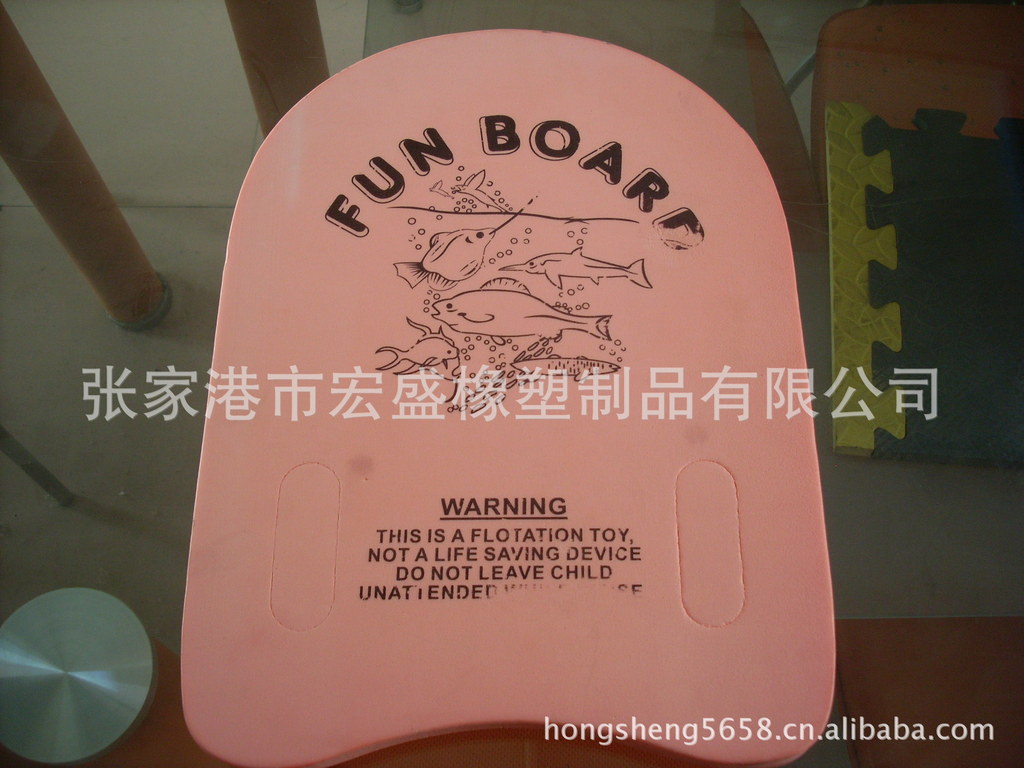 FUN BOARD
张家港市宏盛橡塑制品有限公司
WARNING
THIS IS A FLOTATION TOY,
NOT A LIFE SAVING DEVICE
DO NOT LEAVE CHILD
UNATTENDED
hongsheng5658.cn.alibaba.com